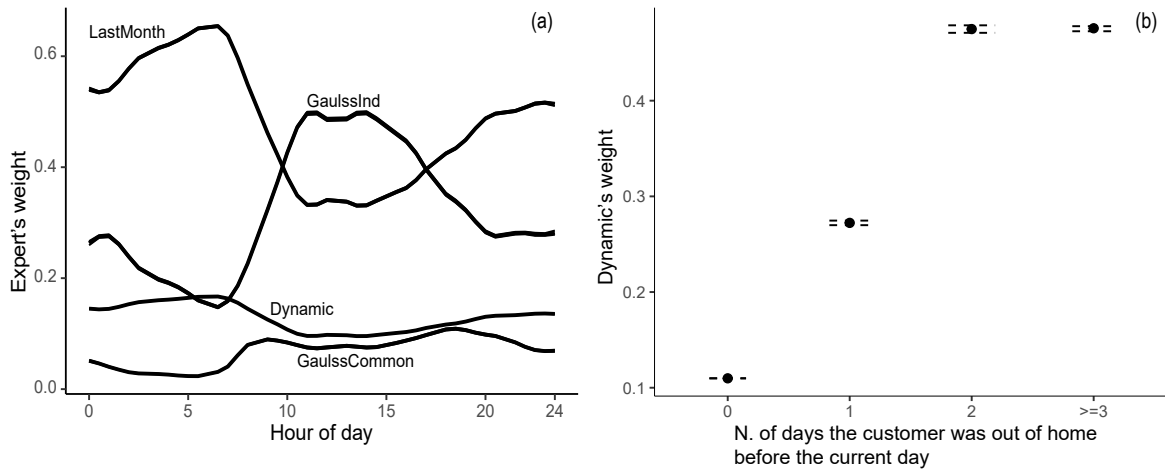 (a)
LastMonth
GaulssInd
Dynamic
GaulssCommon
Expert's weight
0.6
0.4
0.2
0.0
0 5 10 15 20 24
Hour of day
(b)
Dynamic's weight
0.4
0.3
0.2
0.1
0 1 2 >=3
N. of days the customer was out of home
before the current day